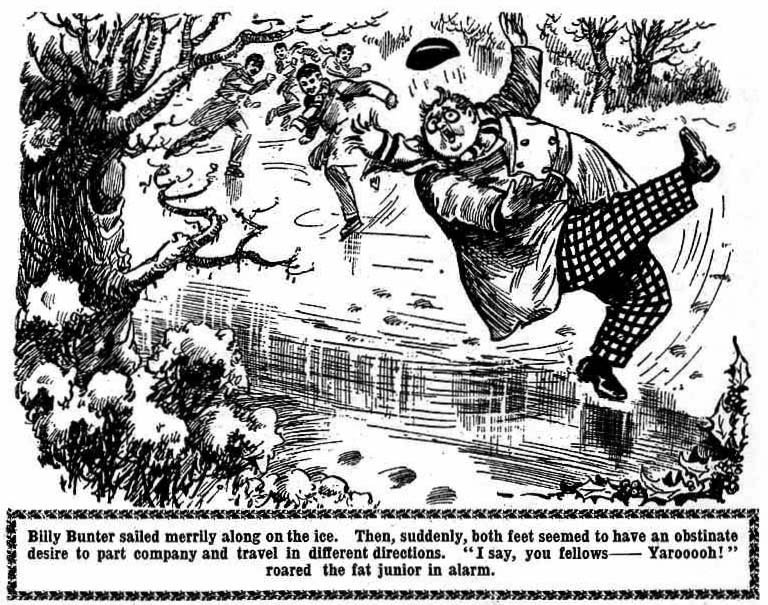 Billy Bunter sailed merrily along on the ice. Then, suddenly, both feet seemed to have an obstinate
desire to part company and travel in different directions. "I say, you fellows—— Yarooooh!"
roared the fat junior in alarm.